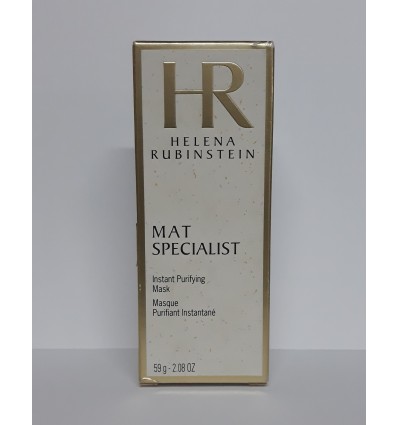 HR
HELENA
RUBINSTEIN
MAT
SPECIALIST
Instant Purifying
Mask
Masque
Purifiant Instantané
59 g - 2.08 OZ